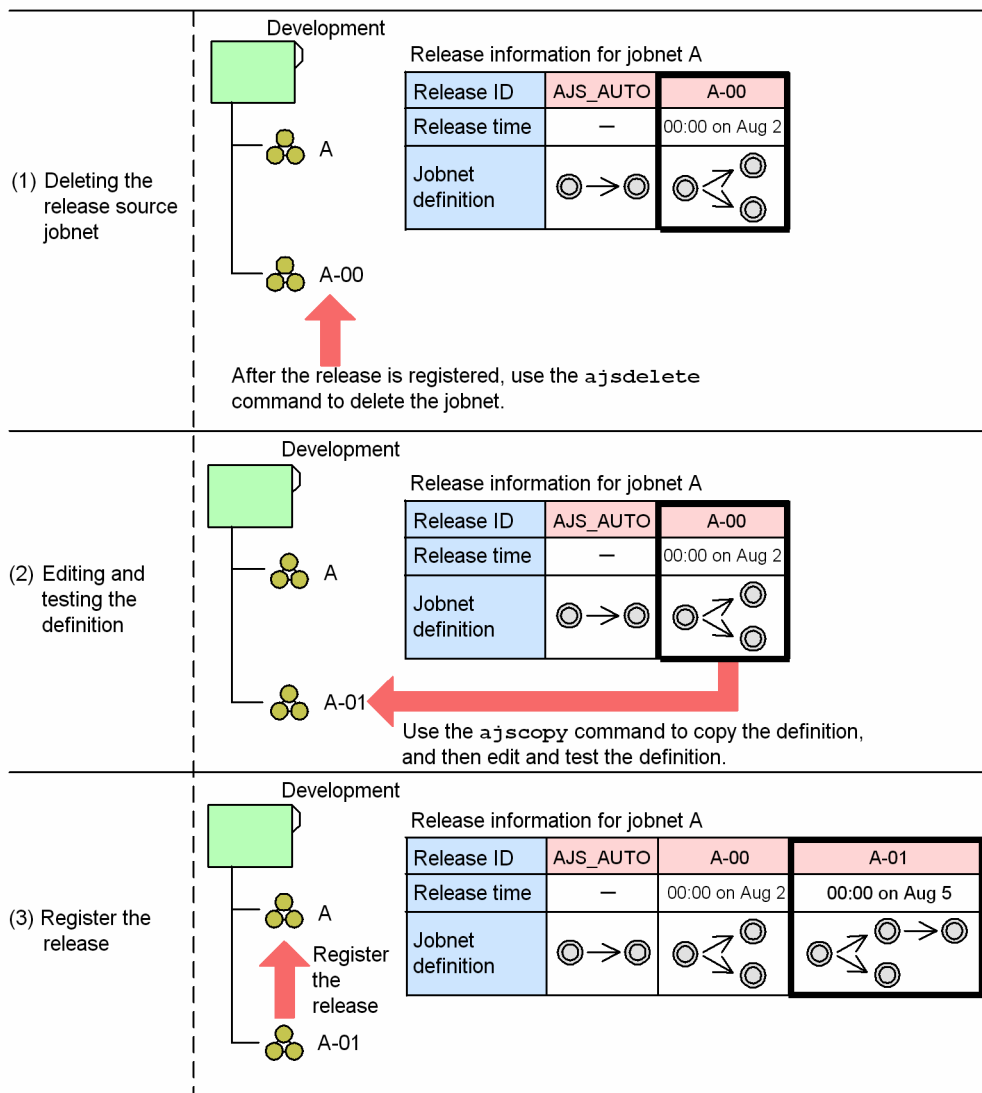 Development
Release information for jobnet A
Release ID AJS_AUTO A-00
Release time – 00:00 on Aug 2
Jobnet definition
A
(1) Deleting the release source jobnet
A-00
After the release is registered, use the ajsdelete
command to delete the jobnet.
Development
Release information for jobnet A
Release ID AJS_AUTO A-00
Release time – 00:00 on Aug 2
Jobnet definition
A
(2) Editing and testing the definition
A-01
Use the ajscopy command to copy the definition,
and then edit and test the definition.
Development
Release information for jobnet A
Release ID AJS_AUTO A-00 A-01
Release time – 00:00 on Aug 2 00:00 on Aug 5
Jobnet definition
A
(3) Register the release
Register
the
release
A-01